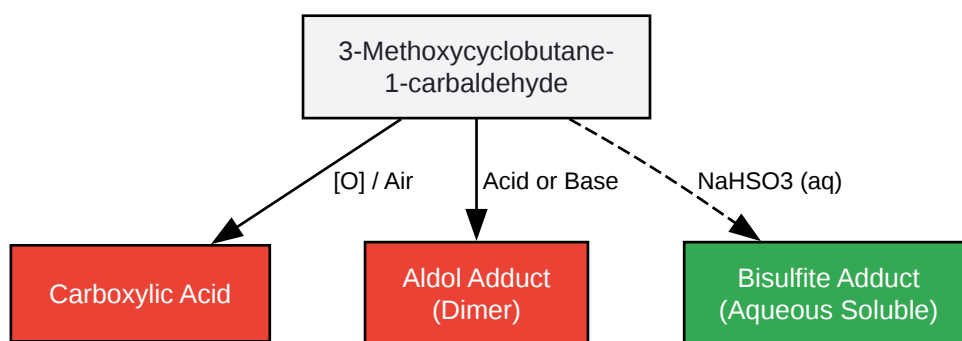 3-Methoxycyclobutane-
1-carbaldehyde
[O] / Air
Acid or Base
NaHSO3 (aq)
Carboxylic Acid
Aldol Adduct
(Dimer)
Bisulfite Adduct
(Aqueous Soluble)